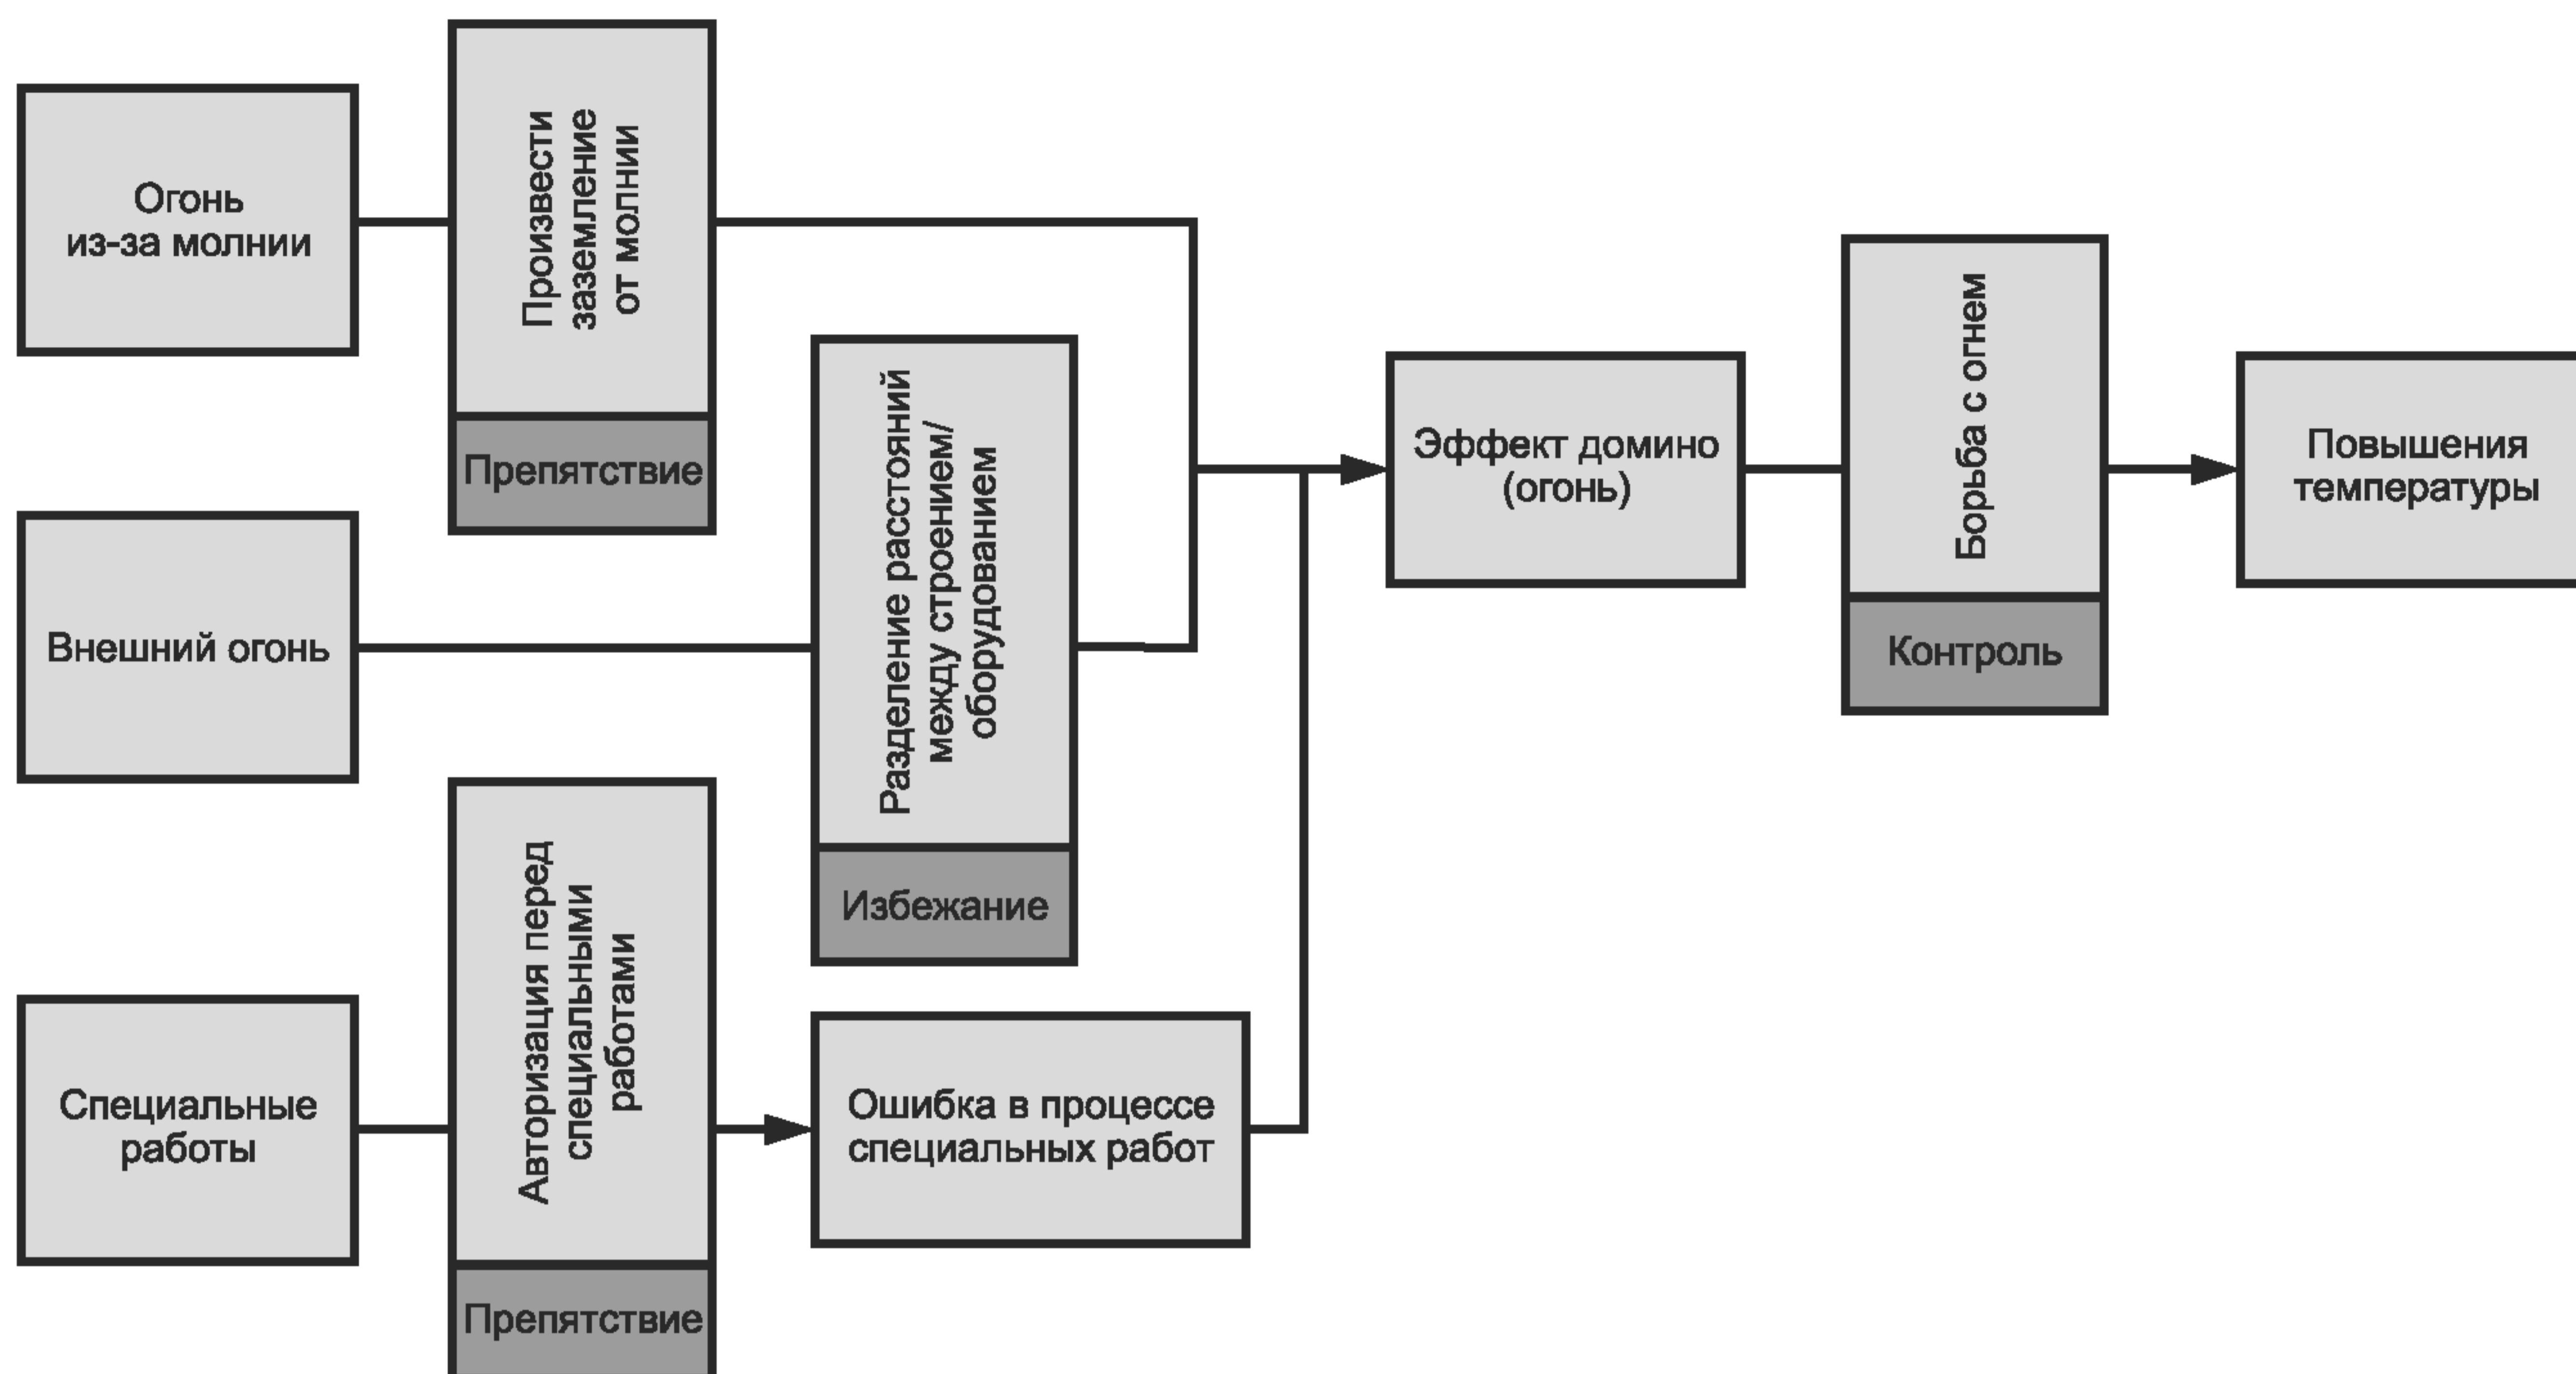 Огонь
из-за молнии
Произвести
заземление
от молнии
Препятствие
Внешний огонь
Разделение расстояний
между строением/
оборудованием
Избежание
Специальные
работы
Авторизация перед
специальными
работами
Препятствие
Ошибка в процессе
специальных работ
Эффект домино
(огонь)
Борьба с огнем
Контроль
Повышения
температуры